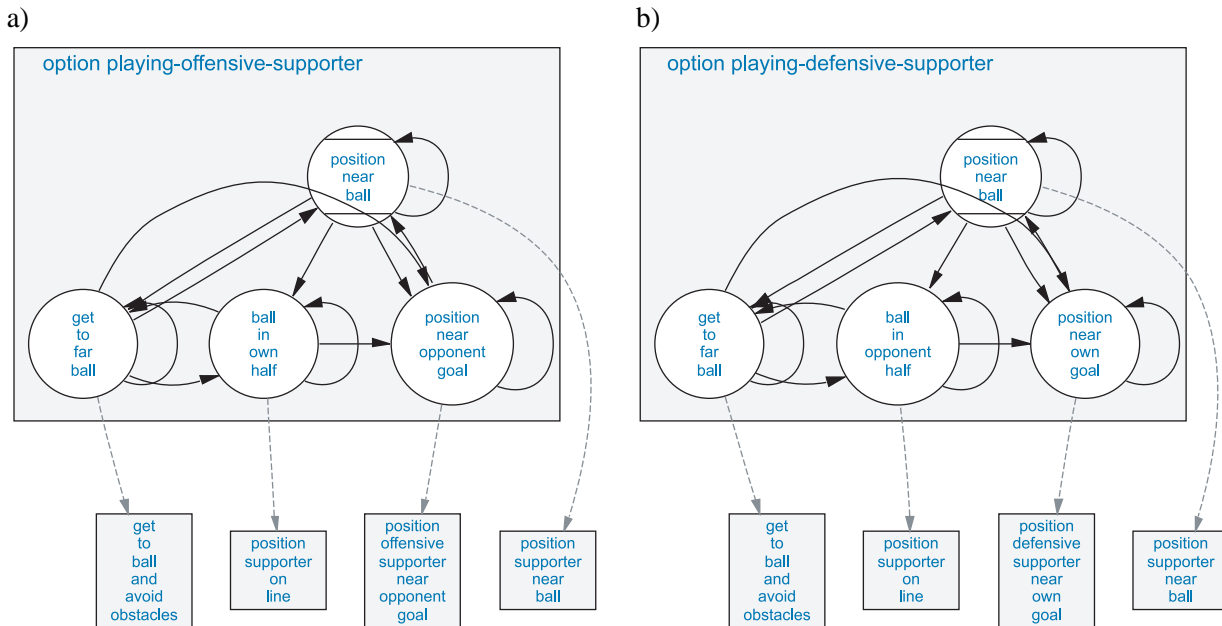 a)
option playing-offensive-supporter
position
near
ball
get
to
far
ball
ball
in
own
half
position
near
opponent
goal
get
to
ball
and
avoid
obstacles
position
supporter
on
line
position
offensive
supporter
near
opponent
goal
position
supporter
near
ball
b)
option playing-defensive-supporter
position
near
ball
get
to
far
ball
ball
in
opponent
half
position
near
own
goal
get
to
ball
and
avoid
obstacles
position
supporter
on
line
position
defensive
supporter
near
own
goal
position
supporter
near
ball